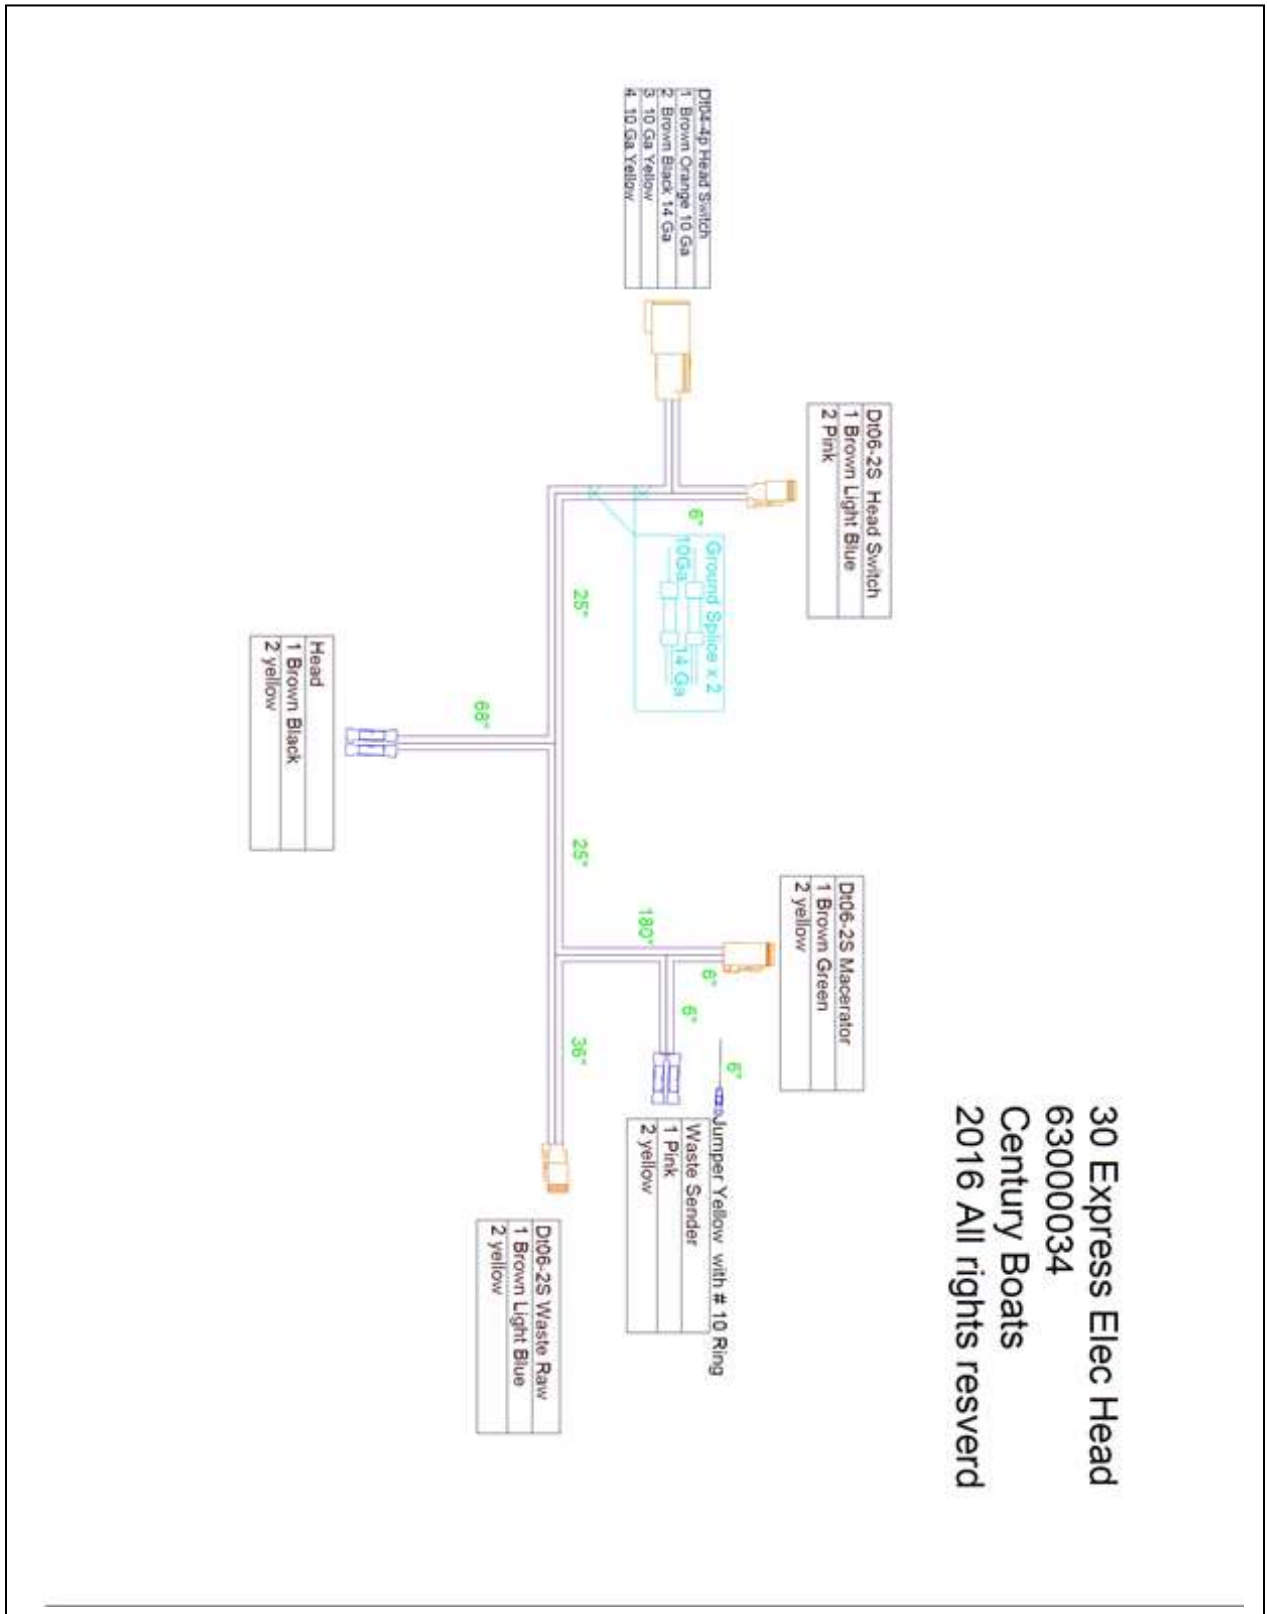 30 Express Elec Head
63000034
Century Boats
2016 All rights resverd
Dt06-2S Head Switch
1 Brown Light Blue
2 Pink
Dt06-2S Macerator
1 Brown Green
2 yellow
Dt04-4p Head Switch
1 Brown Orange 10 Ga
2 Brown Black 14 Ga
3 10 Ga Yellow
4 10 Ga Yellow
6"
Ground Splice x 2
10Ga 14 Ga
6"
6"
6"
Jumper Yellow with # 10 Ring
180"
Waste Sender
1 Pink
2 yellow
25"
25"
36"
Dt06-2S Waste Raw
1 Brown Light Blue
2 yellow
68"
Head
1 Brown Black
2 yellow